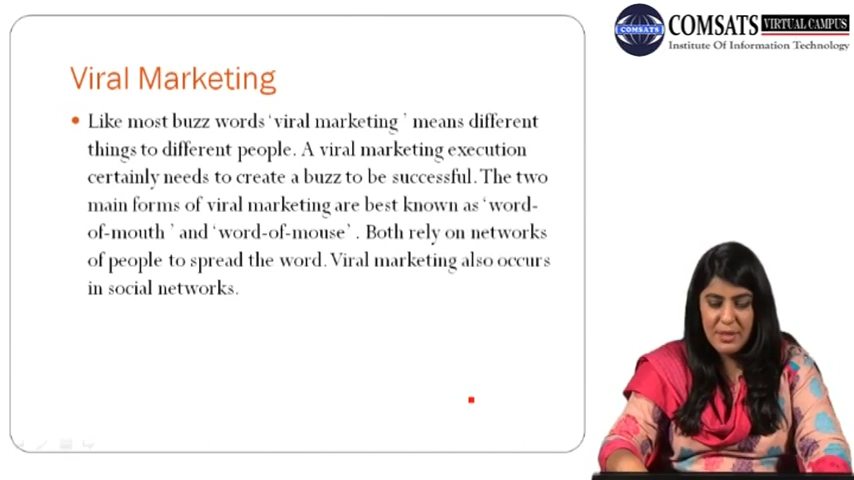 COMSATS VIRTUAL CAMPUS
COMSATS
Institute Of Information Technology
Viral Marketing
• Like most buzz words ‘viral marketing ’ means different
things to different people. A viral marketing execution
certainly needs to create a buzz to be successful. The two
main forms of viral marketing are best known as ‘word-
of-mouth ’ and ‘word-of-mouse’ . Both rely on networks
of people to spread the word. Viral marketing also occurs
in social networks.